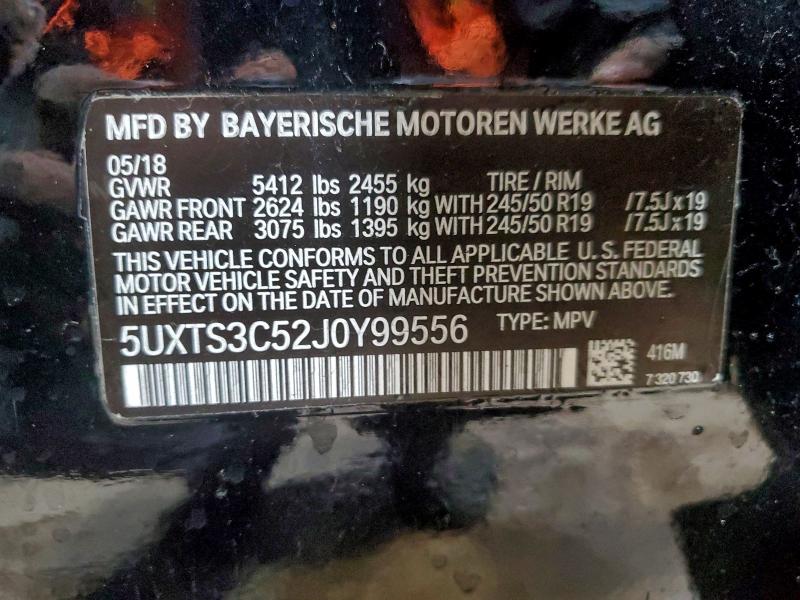 MFD BY BAYERISCHE MOTOREN WERKE AG
05/18
GVWR 5412 lbs 2455 kg TIRE / RIM
GAWR FRONT 2624 lbs 1190 kg WITH 245/50 R19 /7.5J x 19
GAWR REAR 3075 lbs 1395 kg WITH 245/50 R19 /7.5J x 19
THIS VEHICLE CONFORMS TO ALL APPLICABLE U. S. FEDERAL
MOTOR VEHICLE SAFETY AND THEFT PREVENTION STANDARDS
IN EFFECT ON THE DATE OF MANUFACTURE SHOWN ABOVE.
5UXTS3C52J0Y99556 TYPE: MPV
416M
7 320 730